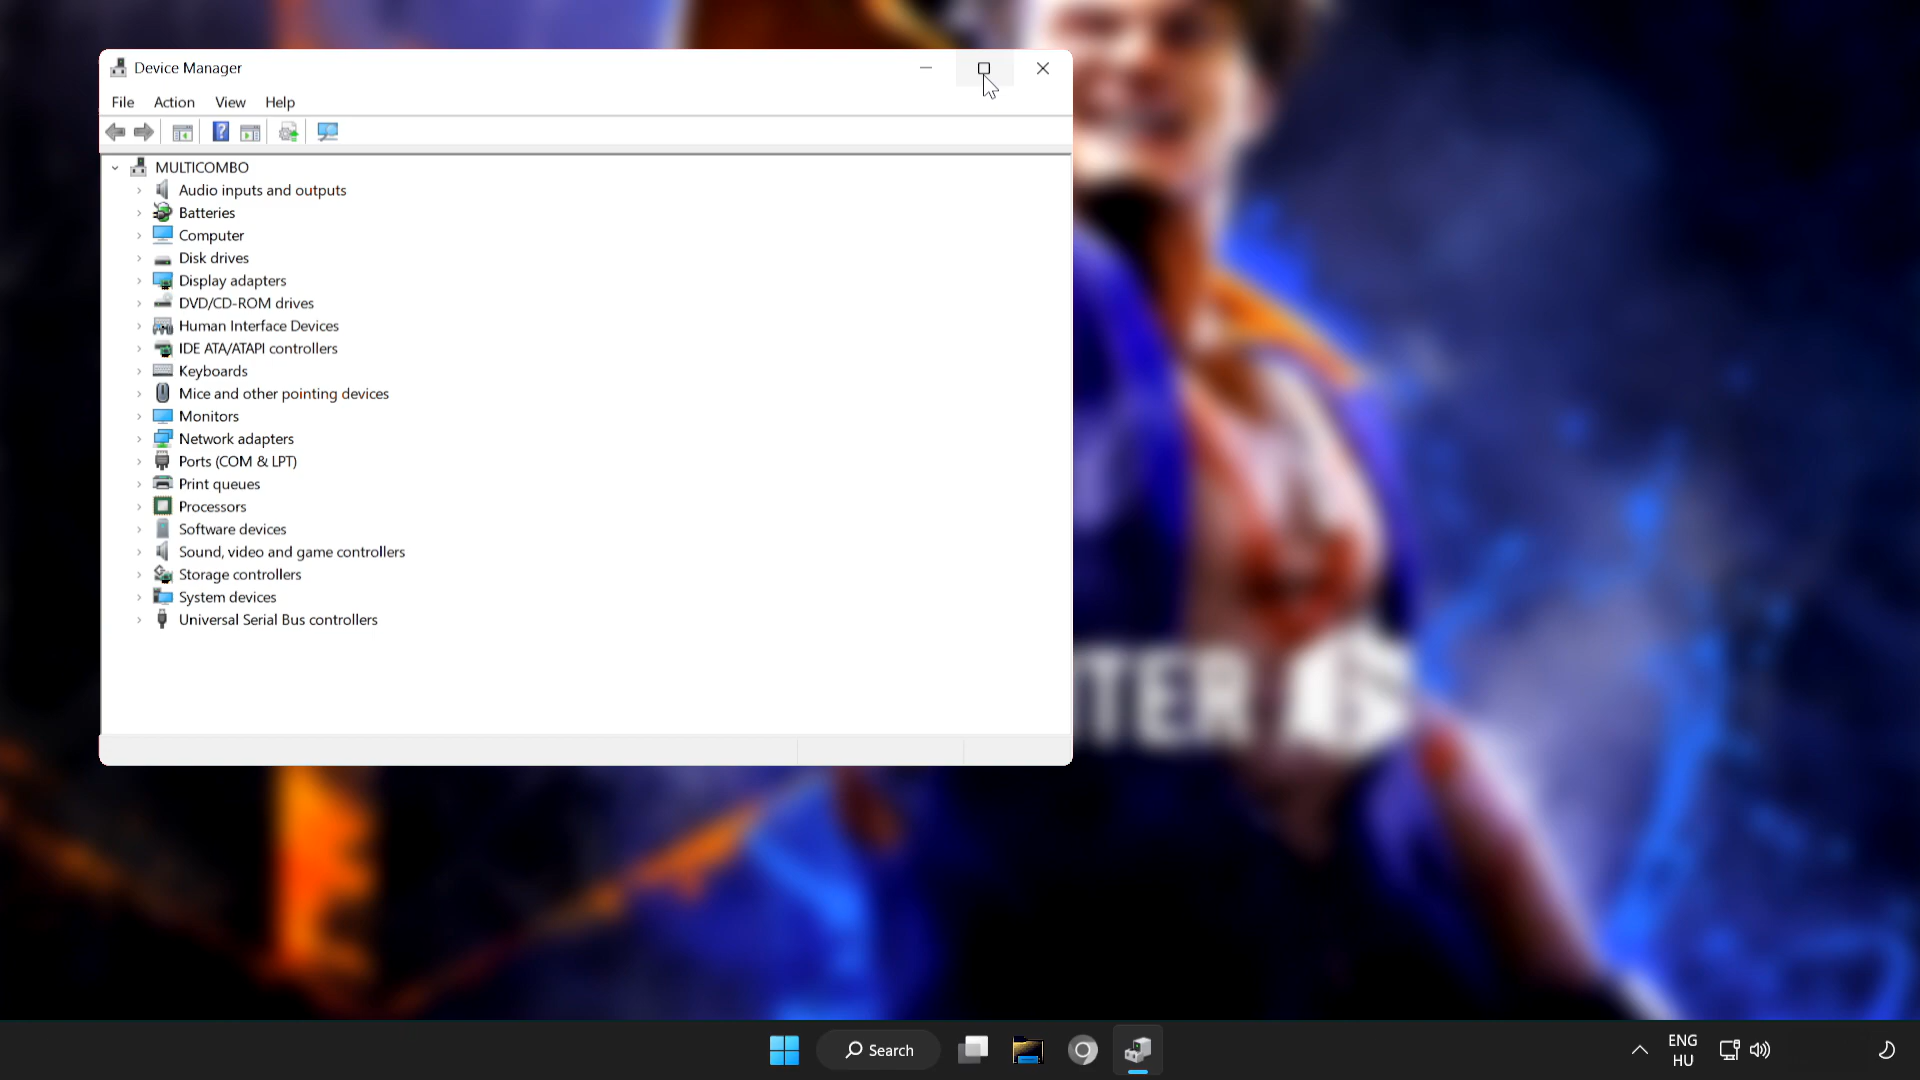 Device Manager
File Action View Help
MULTICOMBO
Audio inputs and outputs
Batteries
Computer
Disk drives
Display adapters
DVD/CD-ROM drives
Human Interface Devices
IDE ATA/ATAPI controllers
Keyboards
Mice and other pointing devices
Monitors
Network adapters
Ports (COM & LPT)
Print queues
Processors
Software devices
Sound, video and game controllers
Storage controllers
System devices
Universal Serial Bus controllers
TER 6
Search
ENG
HU